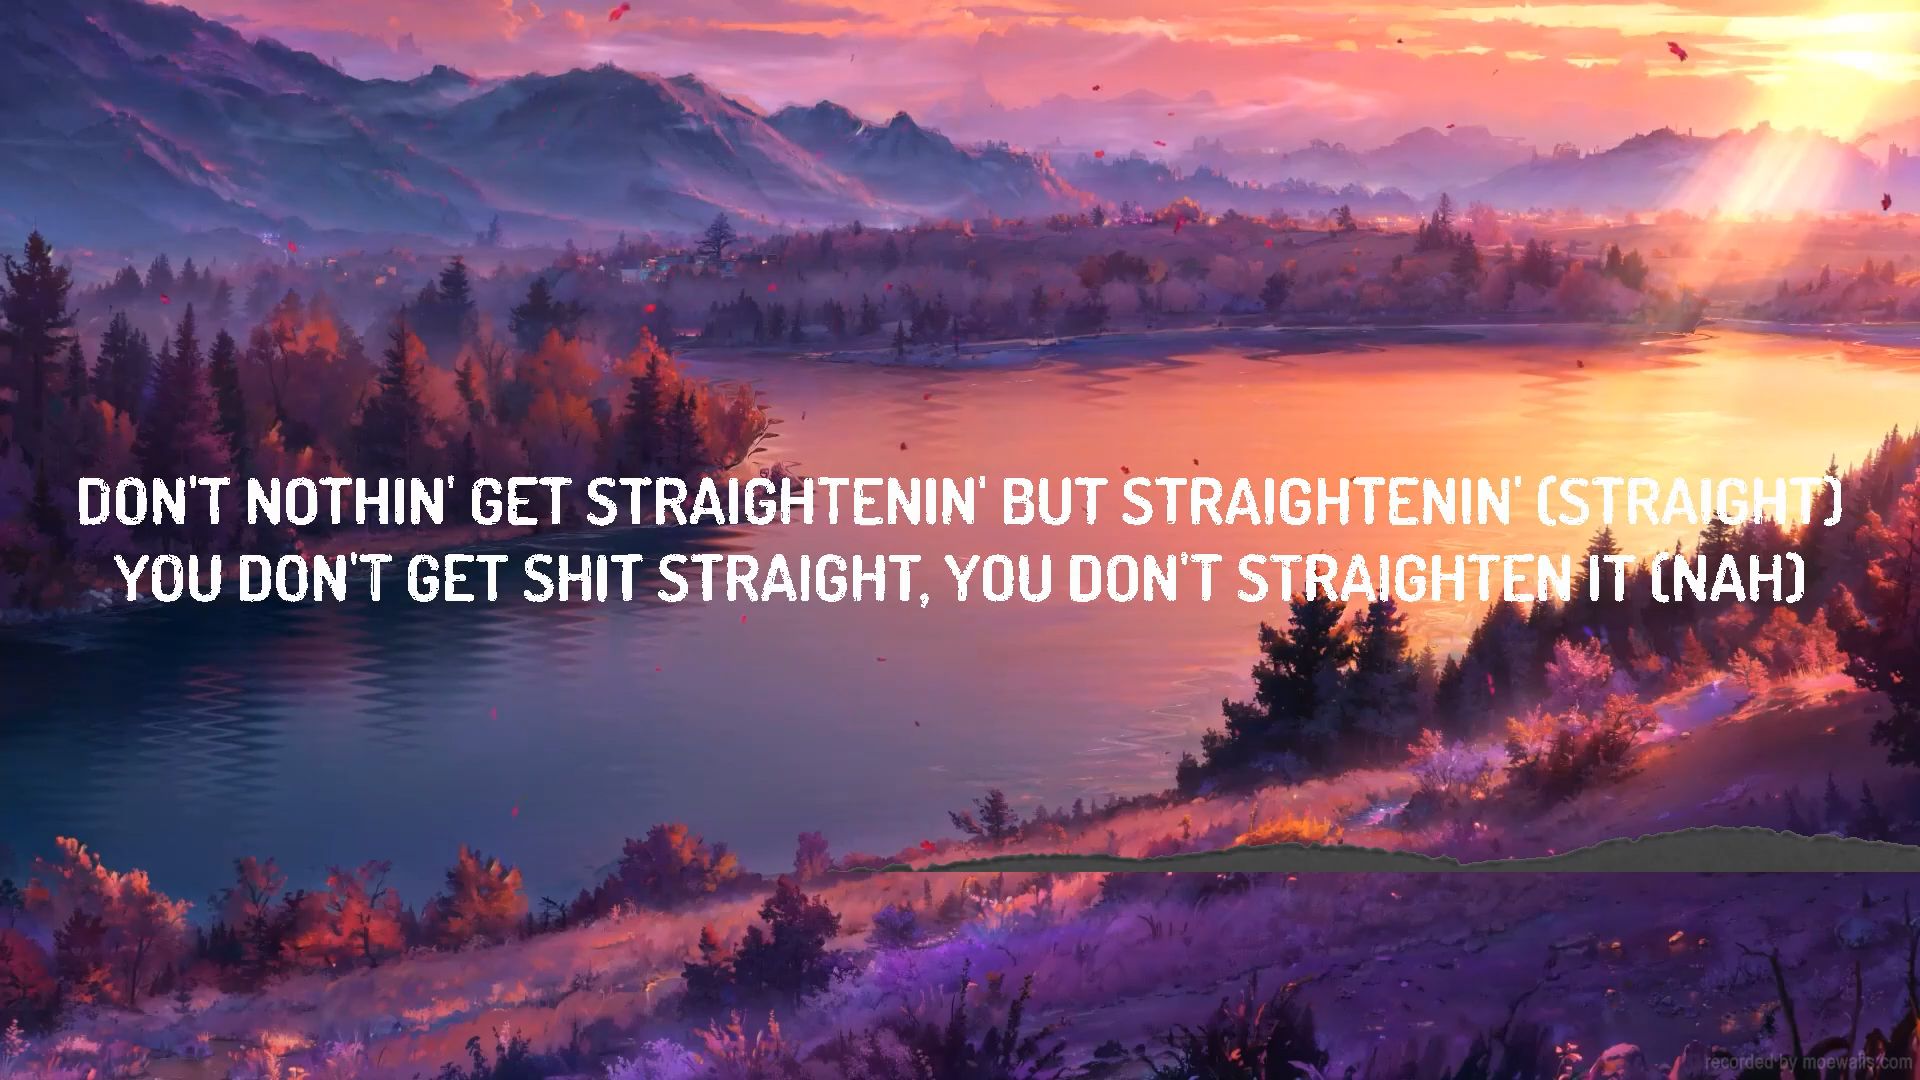 DON'T NOTHIN' GET STRAIGHTENIN' BUT STRAIGHTENIN' (STRAIGHT)
YOU DON'T GET SHIT STRAIGHT, YOU DON'T STRAIGHTEN IT (NAH)
recorded by moewalls.com